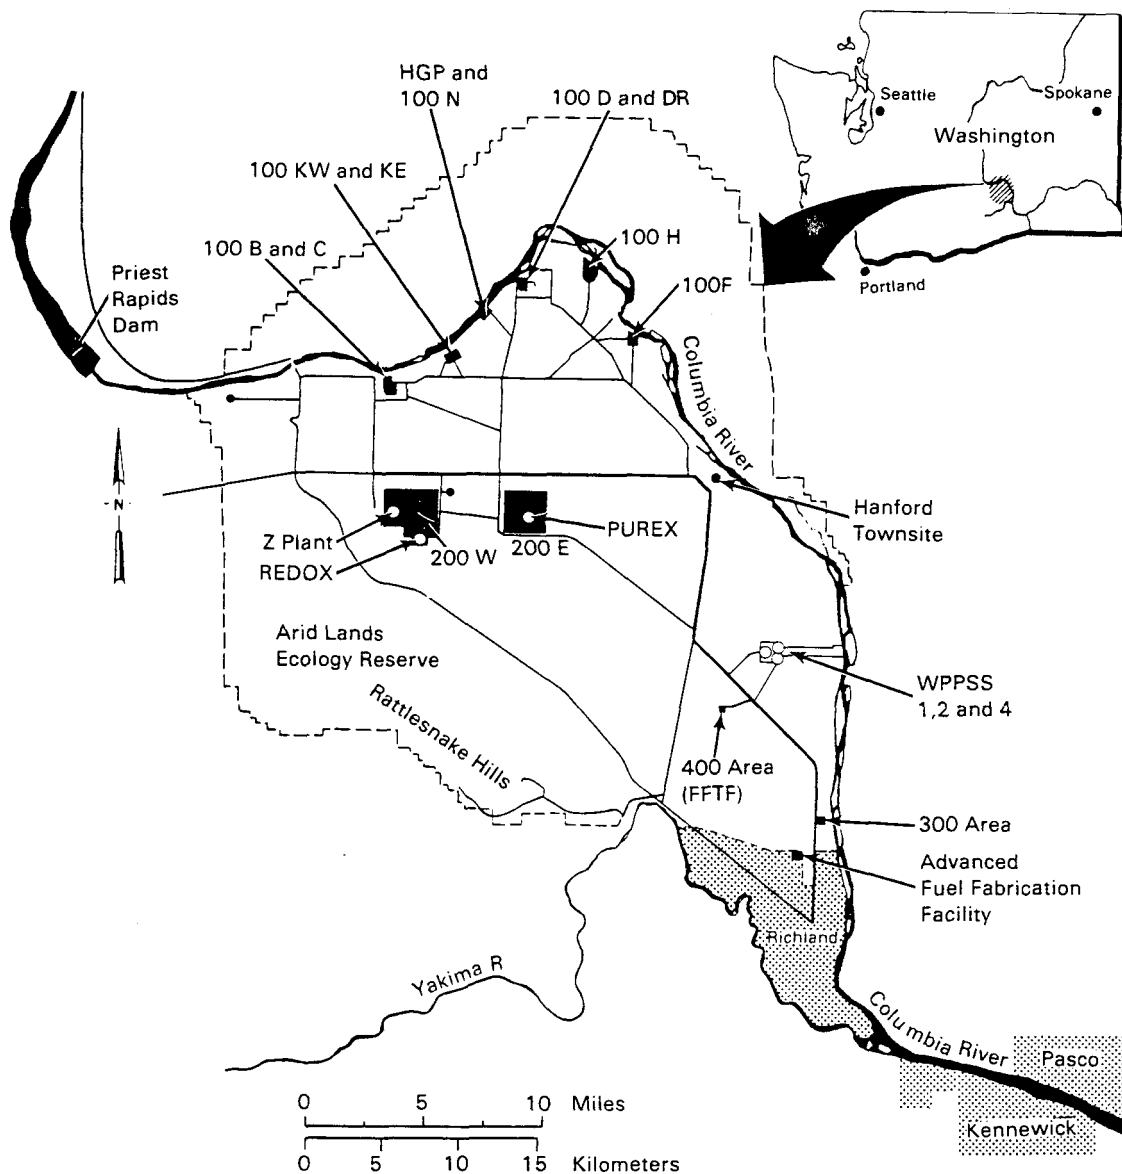 HGP and
100 N
100 D and DR
100 KW and KE
100 B and C
100 H
100F
Priest
Rapids
Dam
Seattle
Spokane
Washington
Portland
Columbia River
N
Z Plant
REDOX
200 W
200 E
PUREX
Hanford
Townsite
Arid Lands
Ecology Reserve
Rattlesnake Hills
WPPSS
1,2 and 4
400 Area
(FFTF)
300 Area
Advanced
Fuel Fabrication
Facility
Richland
Yakima R
Columbia River
Pasco
Kennewick
0 5 10 Miles
0 5 10 15 Kilometers